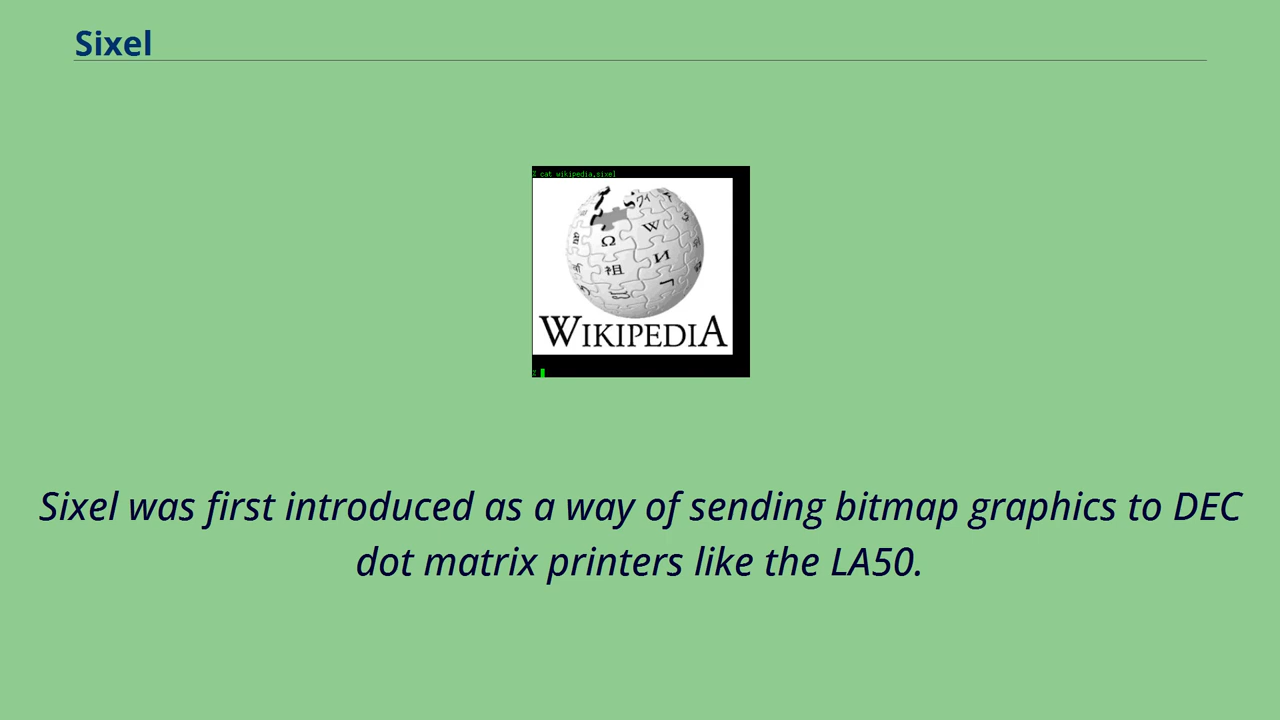 Sixel
% cat wikipedia.sixel
Ω
W
И
祖
WIKIPEDIA
%
Sixel was first introduced as a way of sending bitmap graphics to DEC
dot matrix printers like the LA50.